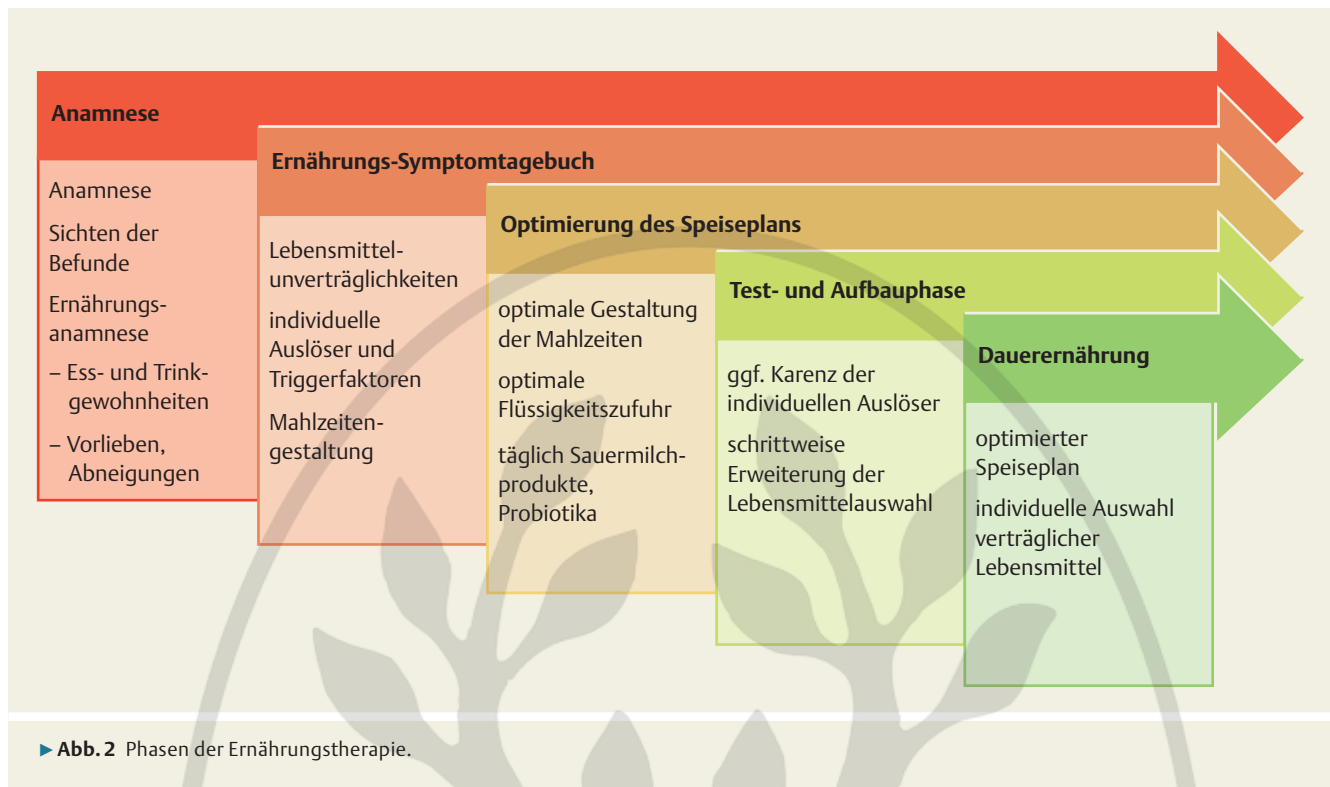 Anamnese
Anamnese
Sichten der
Befunde
Ernährungs-
anamnese
– Ess- und Trink-
gewohnheiten
– Vorlieben,
Abneigungen
Ernährungs-Symptomtagebuch
Lebensmittel-
unverträglichkeiten
individuelle
Auslöser und
Triggerfaktoren
Mahlzeiten-
gestaltung
Optimierung des Speiseplans
optimale Gestaltung
der Mahlzeiten
optimale
Flüssigkeitszufuhr
täglich Sauermilch-
produkte,
Probiotika
Test- und Aufbauphase
ggf. Karenz der
individuellen Auslöser
schrittweise
Erweiterung der
Lebensmittelauswahl
Dauerernährung
optimierter
Speiseplan
individuelle Auswahl
verträglicher
Lebensmittel
▶ Abb. 2 Phasen der Ernährungstherapie.